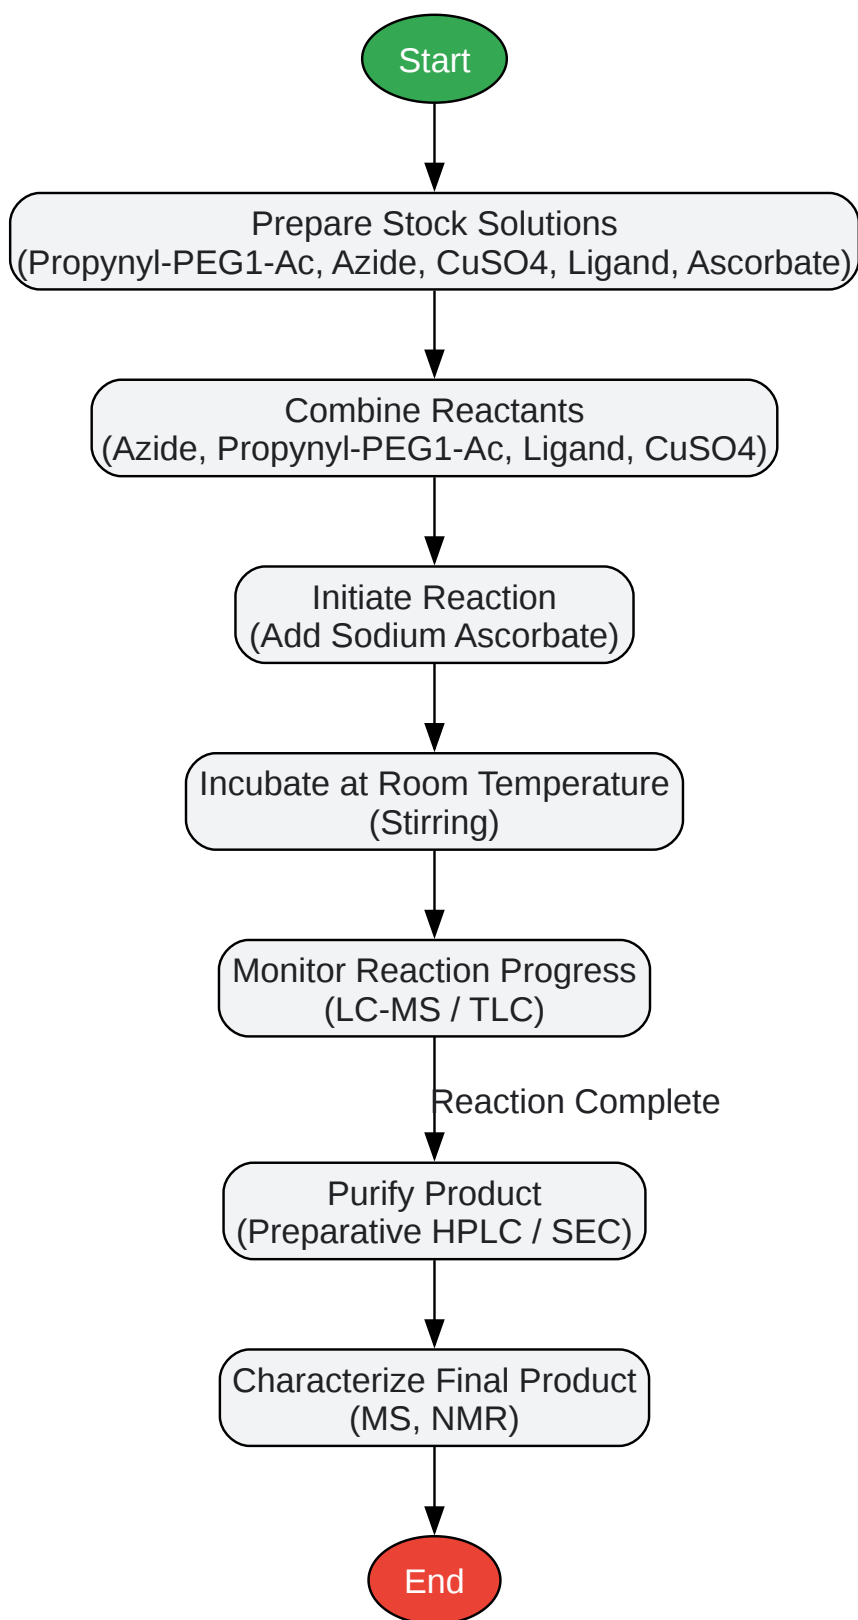 Start
Prepare Stock Solutions
(Propynyl-PEG1-Ac, Azide, CuSO4, Ligand, Ascorbate)
Combine Reactants
(Azide, Propynyl-PEG1-Ac, Ligand, CuSO4)
Initiate Reaction
(Add Sodium Ascorbate)
Incubate at Room Temperature
(Stirring)
Monitor Reaction Progress
(LC-MS / TLC)
Reaction Complete
Purify Product
(Preparative HPLC / SEC)
Characterize Final Product
(MS, NMR)
End